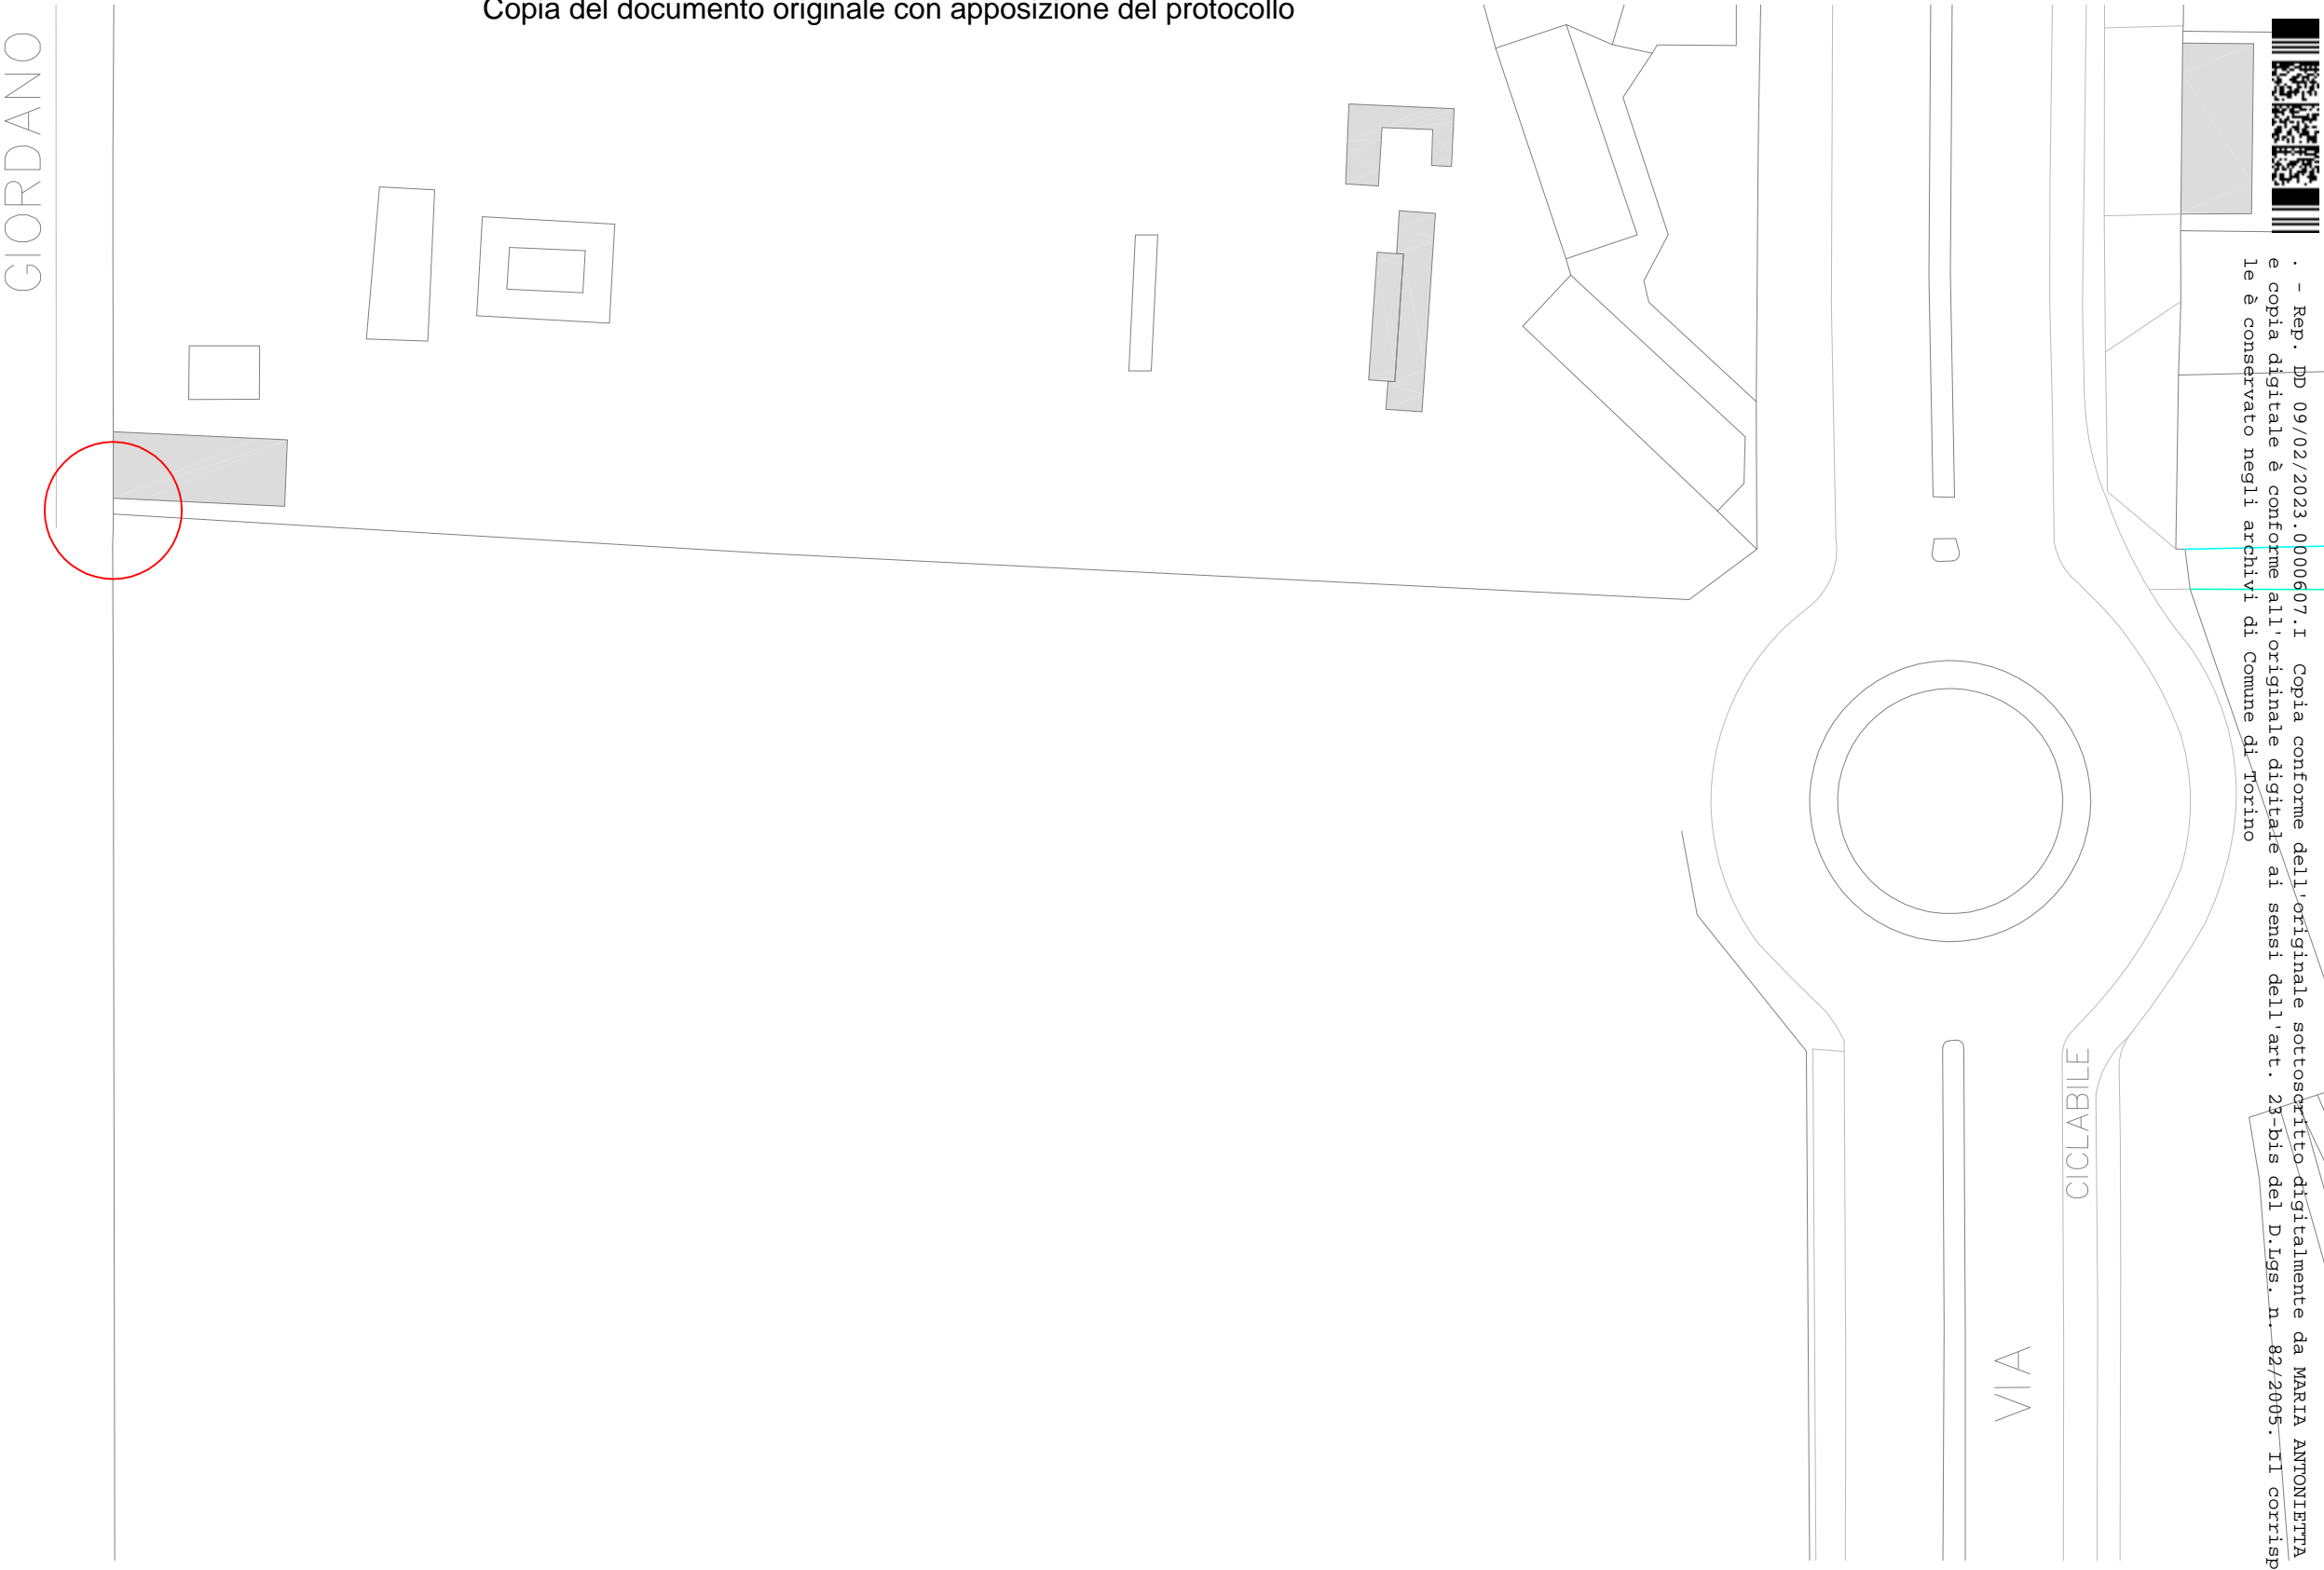 Copia del documento originale con apposizione del protocollo
GIORDANO
. - Rep. DD 09/02/2023.0000607.I Copia conforme dell'originale sottoscritto digitalmente da MARIA ANTONIETTA
e copia digitale è conforme all'originale digitale ai sensi dell'art. 23-bis del D.Lgs. n. 82/2005. Il corrisp
le è conservato negli archivi di Comune di Torino
CICLABILE
VIA